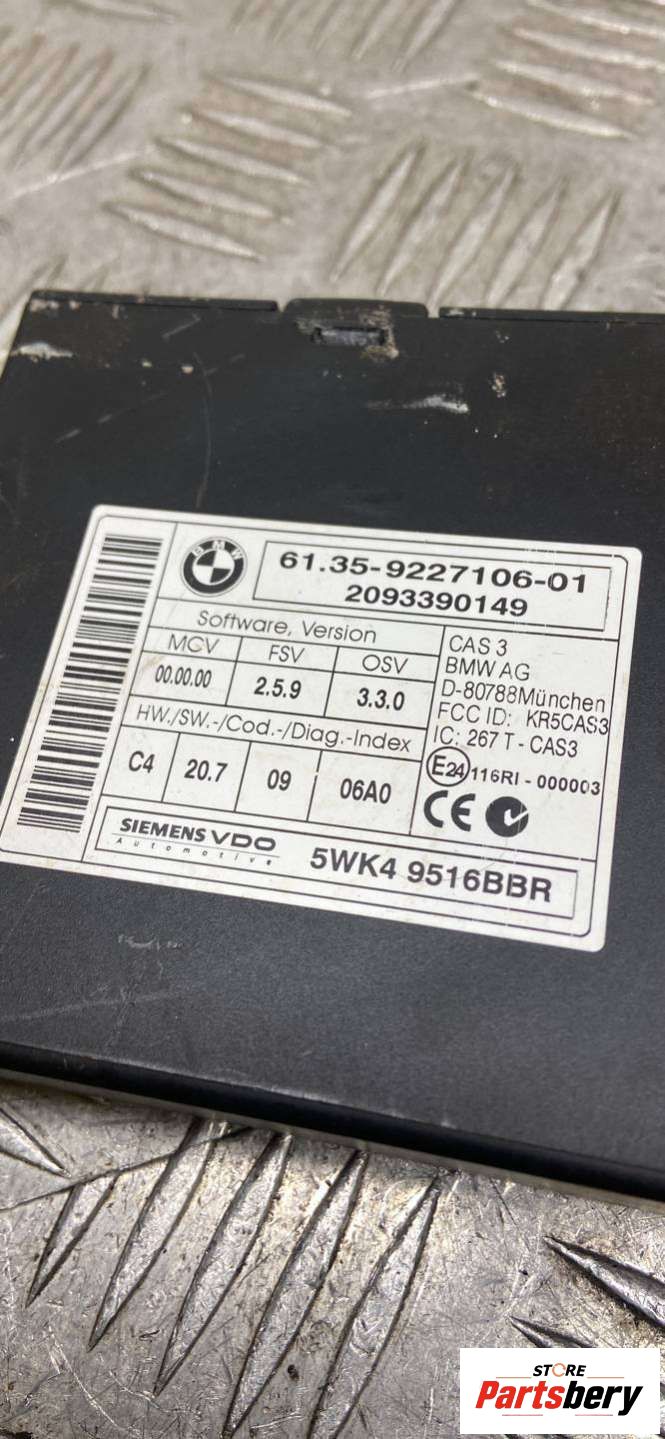 BMW
61.35-9227106-01
2093390149
Software, Version
MCV FSV OSV
00.00.00 2.5.9 3.3.0
HW./SW.-/Cod.-/Diag.-Index
C4 20.7 09 06A0
CAS 3
BMW AG
D-80788München
FCC ID: KR5CAS3
IC: 267 T - CAS3
E24 116RI - 000003
CE
SIEMENS VDO
Automotive
5WK4 9516BBR
STORE
Partsbery